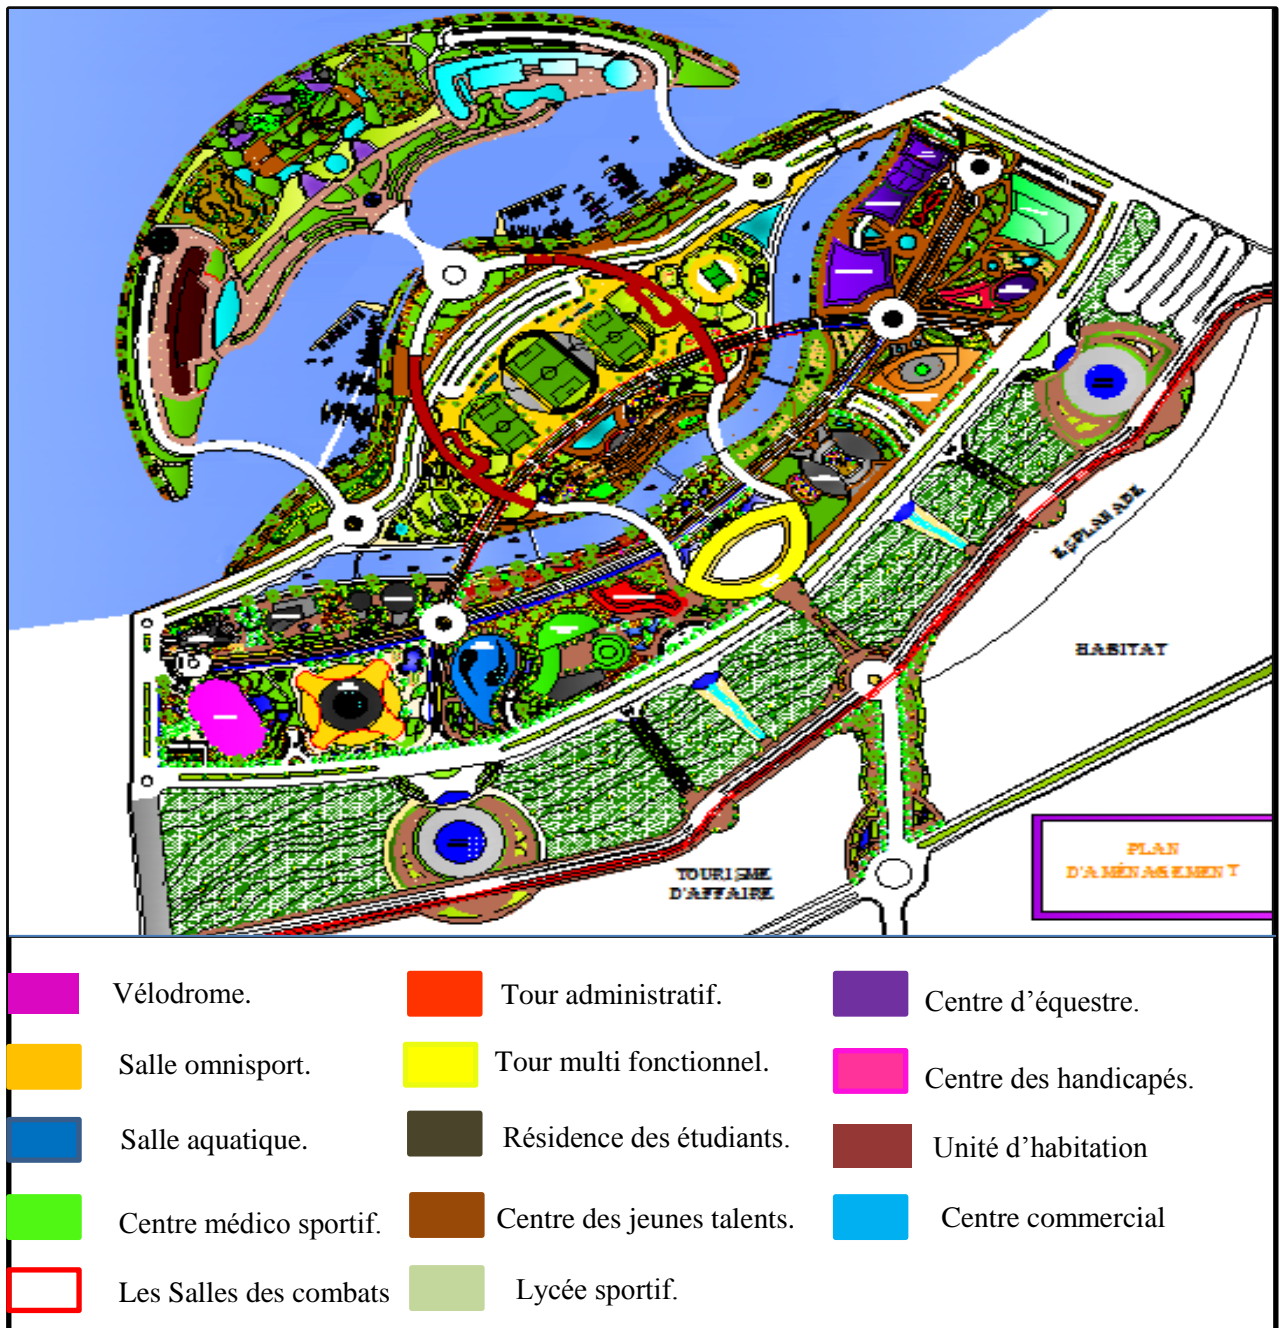 ESPLANADE
HABITAT
TOURISME
D'AFFAIRE
PLAN
D'AMÉNAGEMENT
Vélodrome.
Tour administratif.
Centre d’équestre.
Salle omnisport.
Tour multi fonctionnel.
Centre des handicapés.
Salle aquatique.
Résidence des étudiants.
Unité d’habitation
Centre médico sportif.
Centre des jeunes talents.
Centre commercial
Les Salles des combats
Lycée sportif.